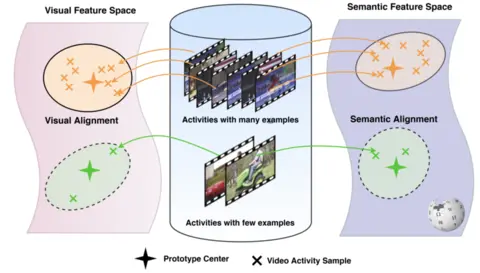 Visual Feature Space
Semantic Feature Space
Visual Alignment
Activities with many examples
Semantic Alignment
Activities with few examples
Prototype Center
Video Activity Sample